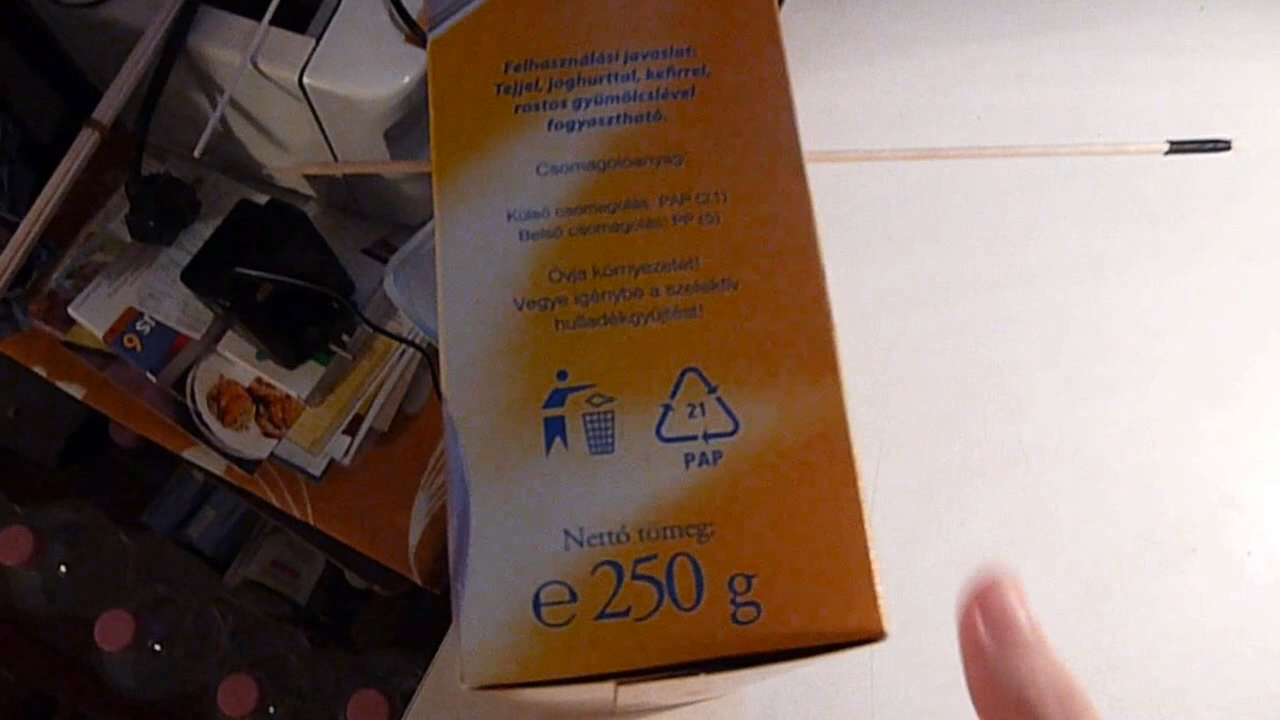 Felhasználási javaslat:
Tejjel, joghurttal, kefirrel,
rostos gyümölcslével
fogyasztható.
Csomagolóanyag:
Külső csomagolás: PAP (21)
Belső csomagolás: PP (5)
Óvja környezetét!
Vegye igénybe a szelektív
hulladékgyűjtést!
21
PAP
Nettó tömeg:
e 250 g